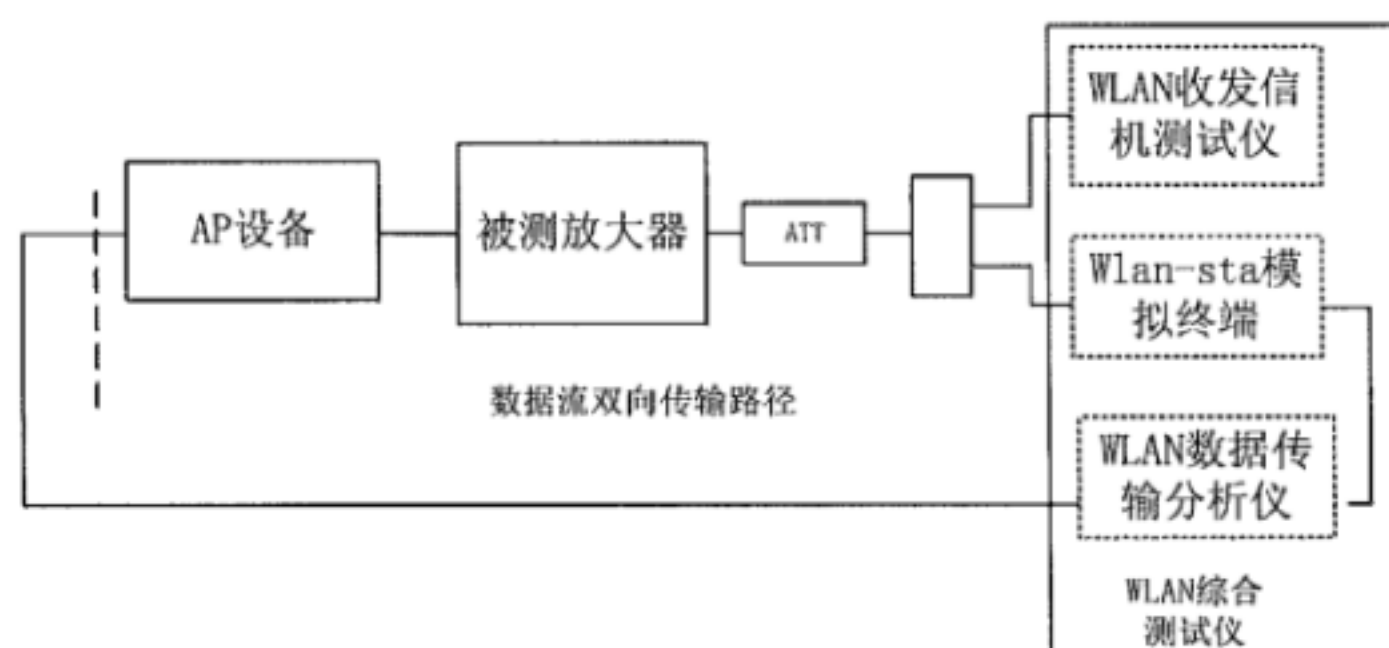 WLAN收发信
机测试仪
AP设备
被测放大器
ATT
Wlan-sta模
拟终端
数据流双向传输路径
WLAN数据传
输分析仪
WLAN综合
测试仪